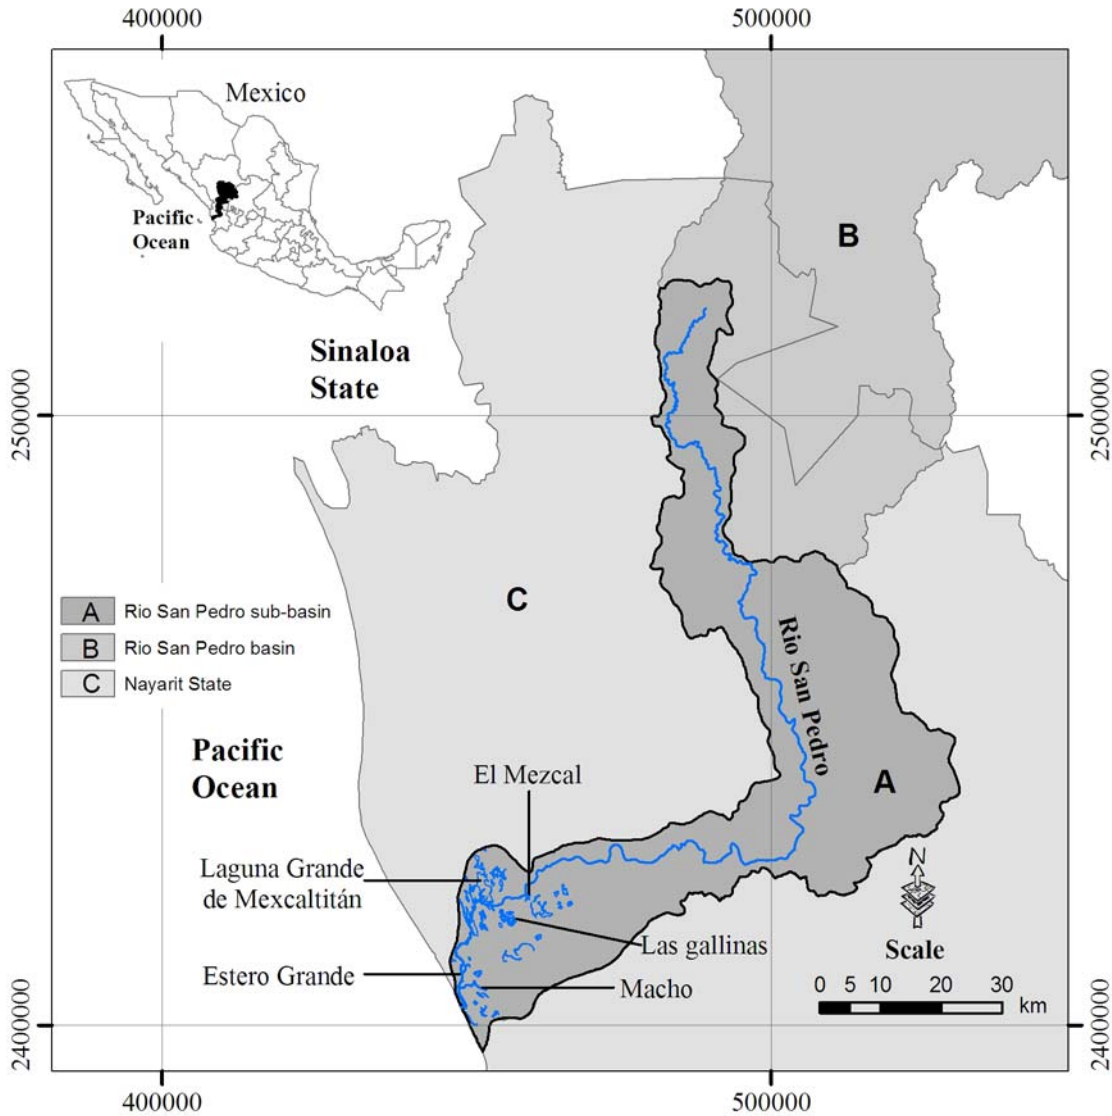 400000
500000
Mexico
Pacific
Ocean
B
Sinaloa
State
2500000
2500000
C
A Rio San Pedro sub-basin
B Rio San Pedro basin
C Nayarit State
Rio San Pedro
Pacific
Ocean
El Mezcal
A
Laguna Grande
de Mexcaltitán
N
Las gallinas
Scale
Estero Grande
Macho
0 5 10 20 30 km
2400000
2400000
400000
500000